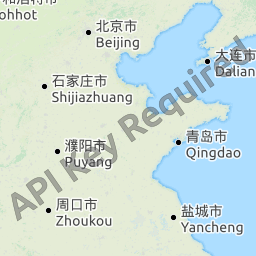 ohhot
北京市
Beijing
大连市
Dalian
石家庄市
Shijiazhuang
API Key Required
青岛市
Qingdao
濮阳市
Puyang
周口市
Zhoukou
盐城市
Yancheng